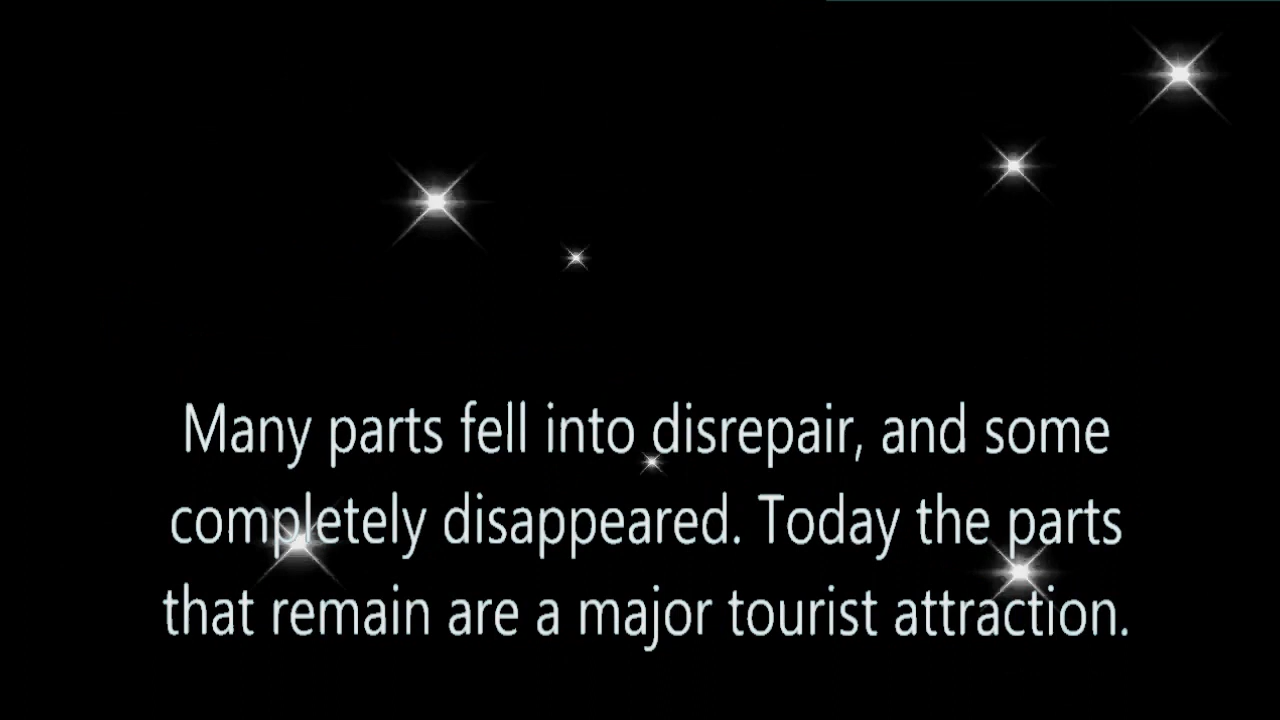 Many parts fell into disrepair, and some
completely disappeared. Today the parts
that remain are a major tourist attraction.